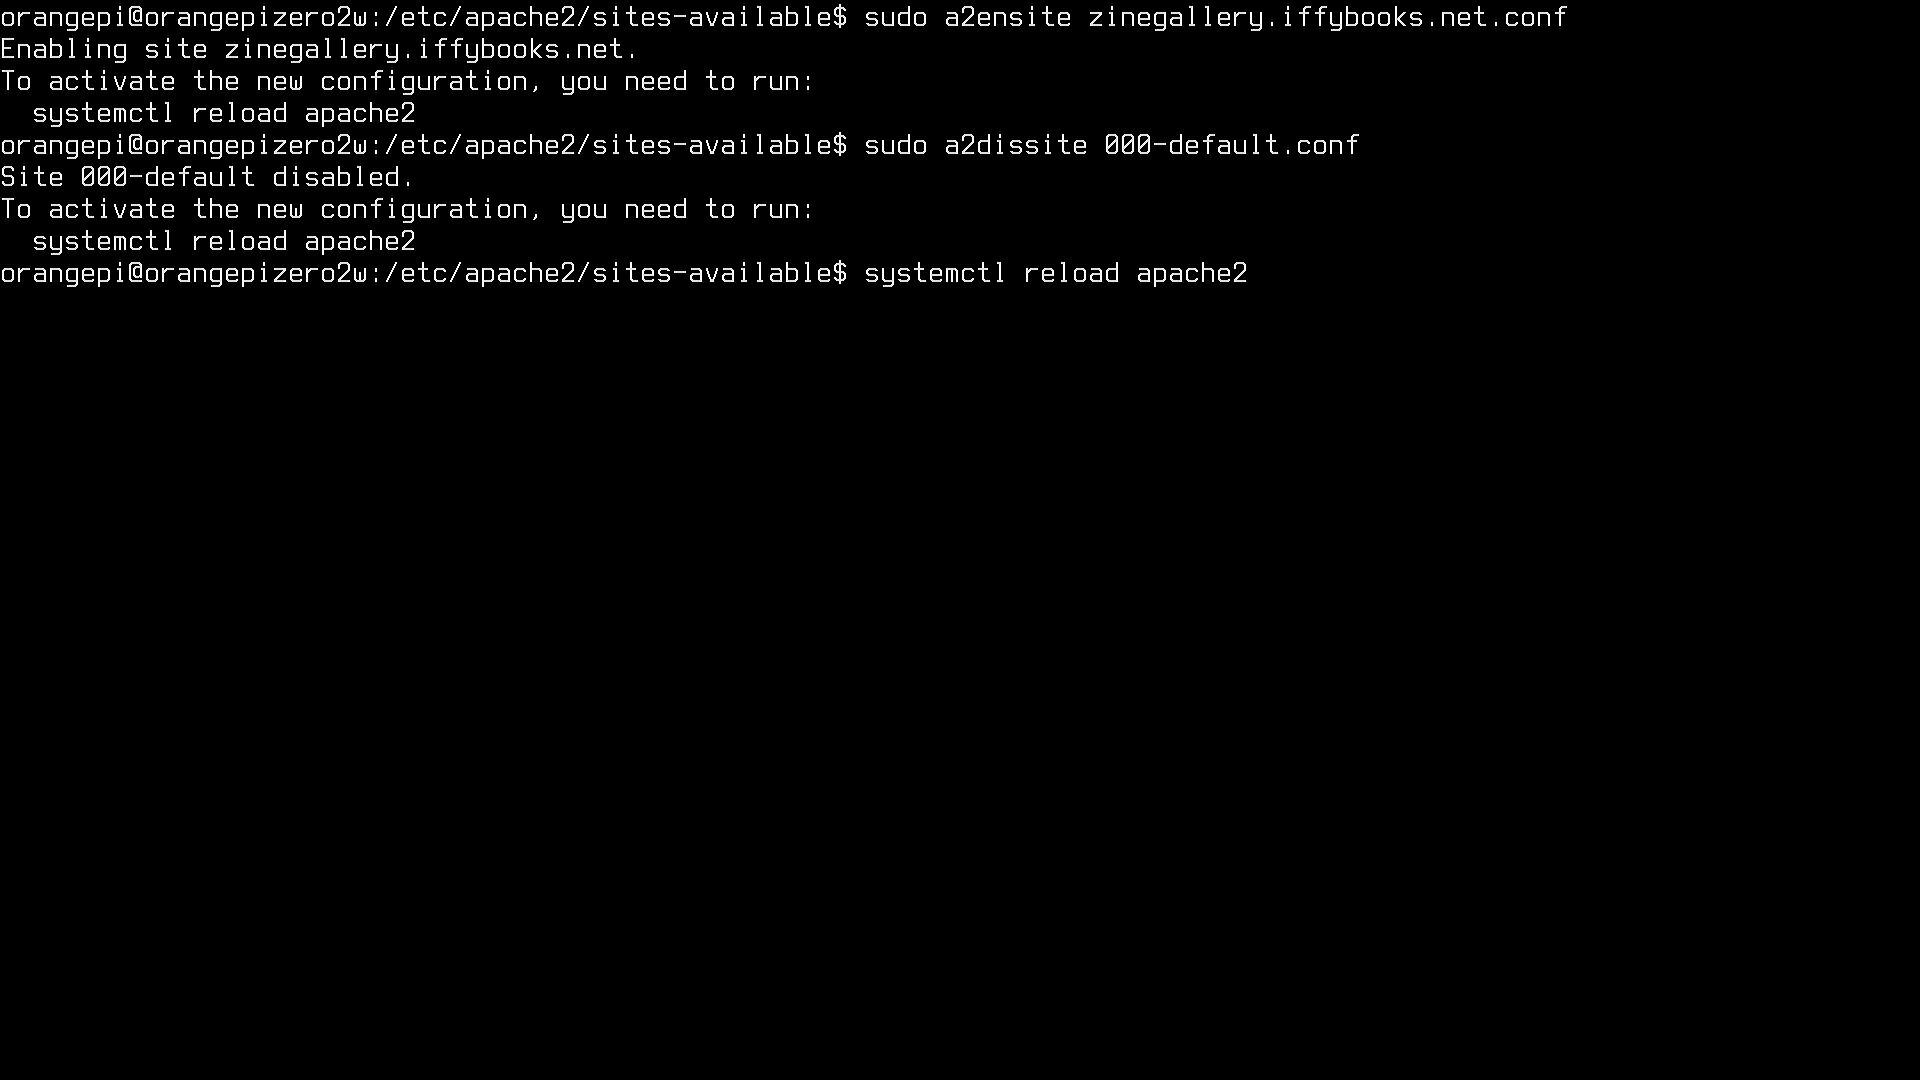 orangepi@orangepizero2w:/etc/apache2/sites-available$ sudo a2ensite zinegallery.iffybooks.net.conf
Enabling site zinegallery.iffybooks.net.
To activate the new configuration, you need to run:
  systemctl reload apache2
orangepi@orangepizero2w:/etc/apache2/sites-available$ sudo a2dissite 000-default.conf
Site 000-default disabled.
To activate the new configuration, you need to run:
  systemctl reload apache2
orangepi@orangepizero2w:/etc/apache2/sites-available$ systemctl reload apache2